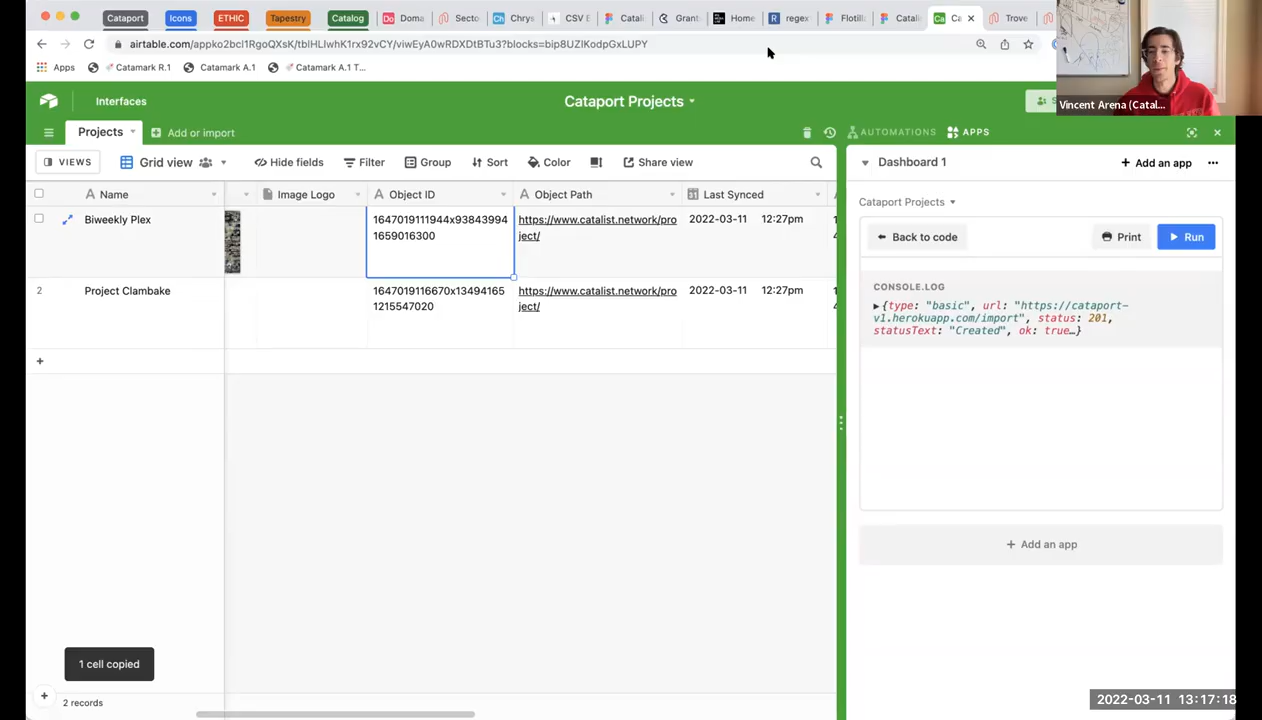 Cataport
Icons
ETHIC
Tapestry
Catalog
Doma
Secto
Chrys
CSV E
Catali
Grant
Home
regex
Flotill
Catali
Ca
Trove
airtable.com/appko2bcl1RgoQXsK/tblHLIwhK1rx92vCY/viwEyA0wRDXDtBTu3?blocks=bip8UZlKodpGxLUPY
Apps
Catamark R.1
Catamark A.1
Catamark A.1 T...
Vincent Arena (Catal...
Interfaces
Cataport Projects
Projects
Add or import
AUTOMATIONS
APPS
VIEWS
Grid view
Hide fields
Filter
Group
Sort
Color
Share view
Dashboard 1
Add an app
Name
Image Logo
Object ID
Object Path
Last Synced
Cataport Projects
Biweekly Plex
1647019111944x93843994
1659016300
https://www.catalist.network/pro
ject/
2022-03-11 12:27pm
Back to code
Print
Run
2
Project Clambake
1647019116670x13494165
1215547020
https://www.catalist.network/pro
ject/
2022-03-11 12:27pm
CONSOLE.LOG
▶{type: "basic", url: "https://cataport-
v1.herokuapp.com/import", status: 201,
statusText: "Created", ok: true…}
+ Add an app
1 cell copied
2 records
2022-03-11 13:17:18